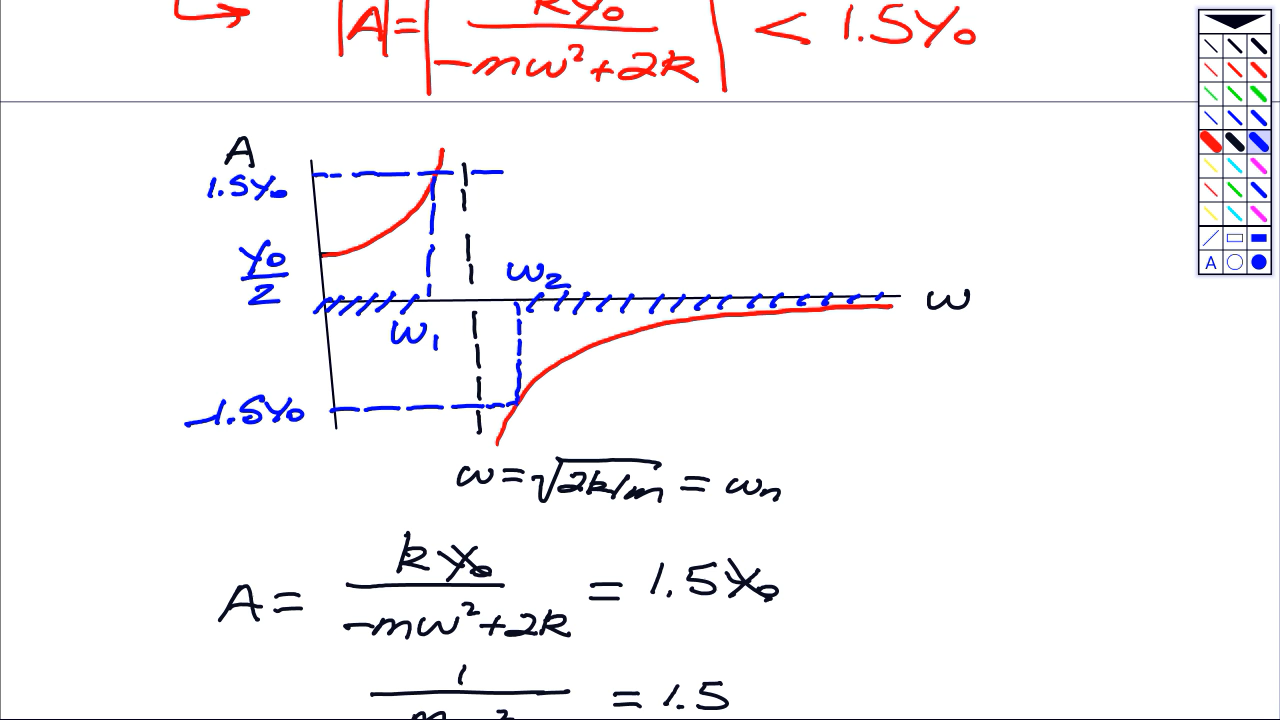 |A| = | ky₀ / (-mω² + 2k) | < 1.5y₀
A
1.5y₀
y₀/2
ω₂
ω
ω₁
-1.5y₀
ω = √(2k/m) = ωn
A = ky₀ / (-mω² + 2k) = 1.5y₀
1 / = 1.5
A